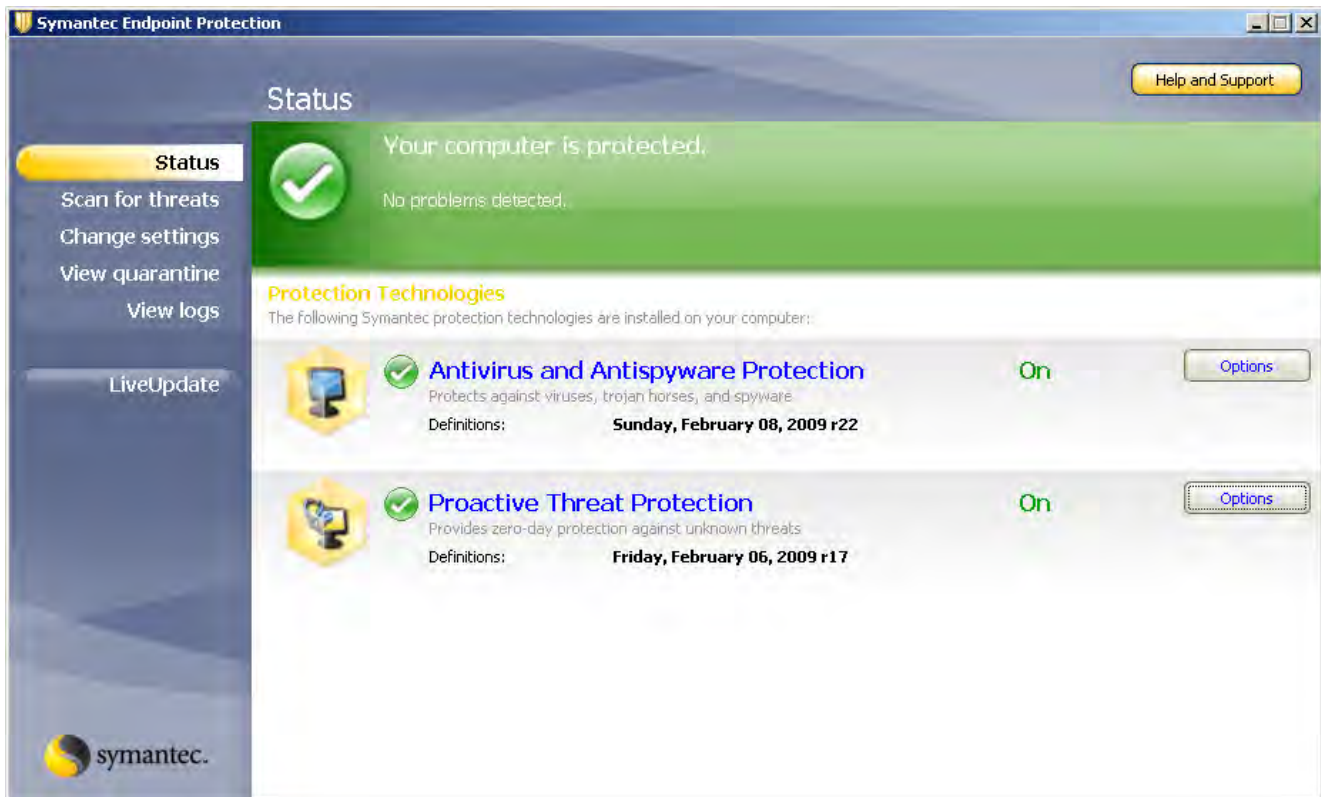 Symantec Endpoint Protection
Help and Support
Status
Your computer is protected.
No problems detected.
Status
Scan for threats
Change settings
View quarantine
View logs
LiveUpdate
Protection Technologies
The following Symantec protection technologies are installed on your computer:
Antivirus and Antispyware Protection On Options
Protects against viruses, trojan horses, and spyware
Definitions: Sunday, February 08, 2009 r22
Proactive Threat Protection On Options
Provides zero-day protection against unknown threats
Definitions: Friday, February 06, 2009 r17
symantec.